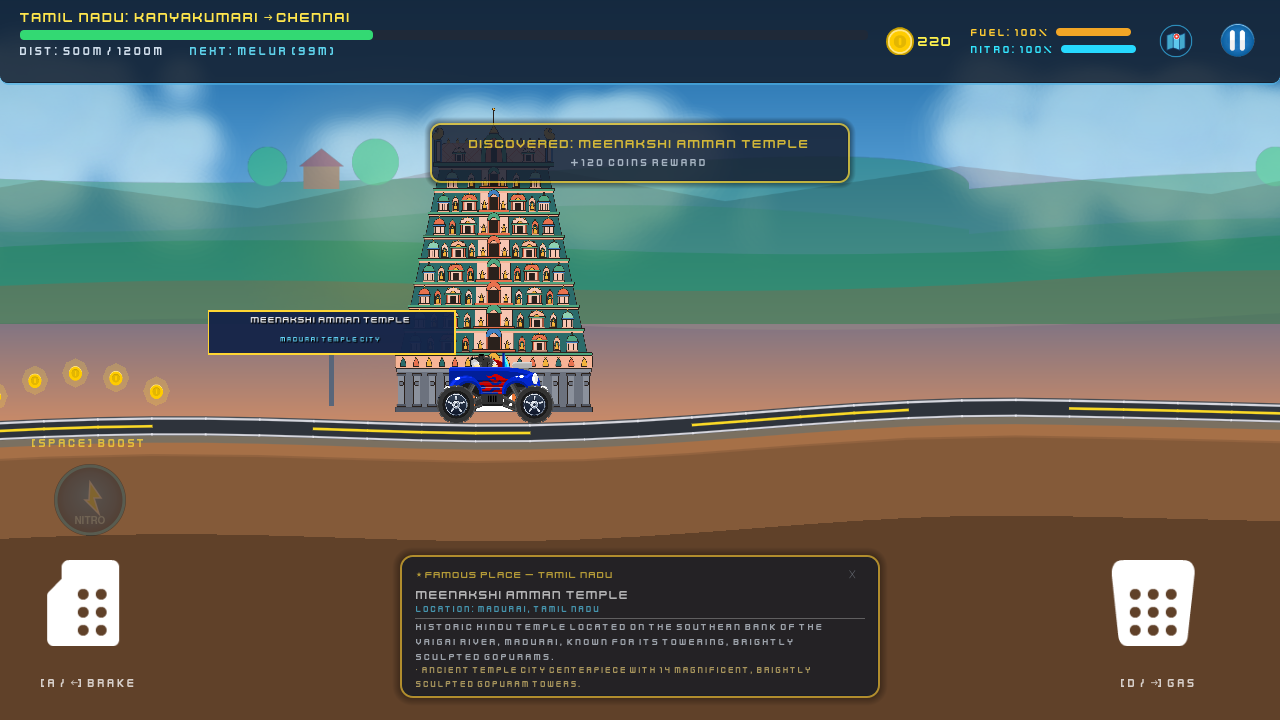 TAMIL NADU: KANYAKUMARI → CHENNAI
DIST: 500M / 1200M
NEXT: MELUR (99M)
220
FUEL: 100%
NITRO: 100%
DISCOVERED: MEENAKSHI AMMAN TEMPLE
+120 COINS REWARD
MEENAKSHI AMMAN TEMPLE
MADURAI TEMPLE CITY
[SPACE] BOOST
NITRO
[A / ←] BRAKE
★ FAMOUS PLACE — TAMIL NADU
X
MEENAKSHI AMMAN TEMPLE
LOCATION: MADURAI, TAMIL NADU
HISTORIC HINDU TEMPLE LOCATED ON THE SOUTHERN BANK OF THE
VAIGAI RIVER, MADURAI, KNOWN FOR ITS TOWERING, BRIGHTLY
SCULPTED GOPURAMS.
· ANCIENT TEMPLE CITY CENTERPIECE WITH 14 MAGNIFICENT, BRIGHTLY
SCULPTED GOPURAM TOWERS.
[D / →] GAS